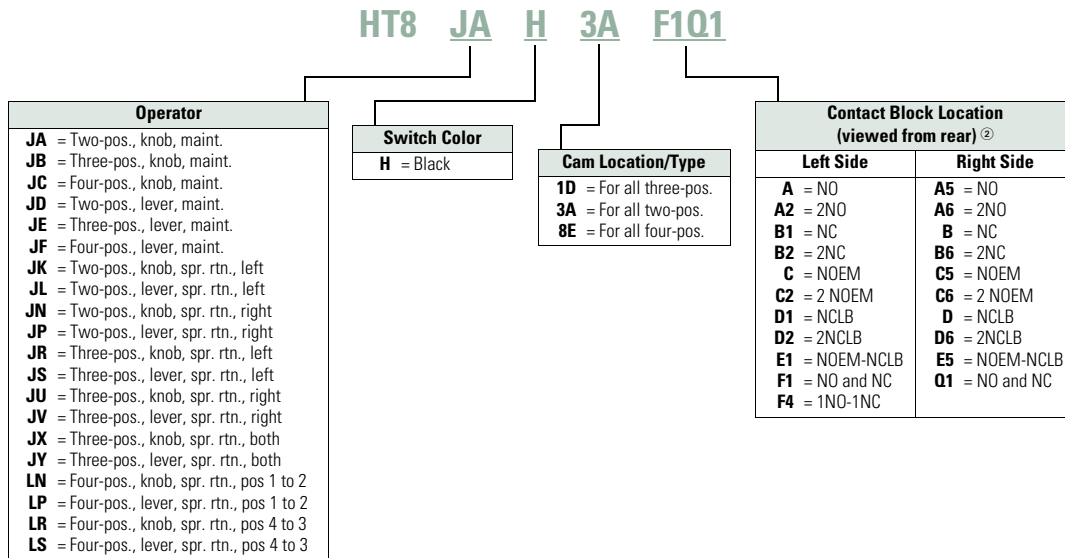 HT8 JA H 3A F1Q1
Operator
JA = Two-pos., knob, maint.
JB = Three-pos., knob, maint.
JC = Four-pos., knob, maint.
JD = Two-pos., lever, maint.
JE = Three-pos., lever, maint.
JF = Four-pos., lever, maint.
JK = Two-pos., knob, spr. rtn., left
JL = Two-pos., lever, spr. rtn., left
JN = Two-pos., knob, spr. rtn., right
JP = Two-pos., lever, spr. rtn., right
JR = Three-pos., knob, spr. rtn., left
JS = Three-pos., lever, spr. rtn., left
JU = Three-pos., knob, spr. rtn., right
JV = Three-pos., lever, spr. rtn., right
JX = Three-pos., knob, spr. rtn., both
JY = Three-pos., lever, spr. rtn., both
LN = Four-pos., knob, spr. rtn., pos 1 to 2
LP = Four-pos., lever, spr. rtn., pos 1 to 2
LR = Four-pos., knob, spr. rtn., pos 4 to 3
LS = Four-pos., lever, spr. rtn., pos 4 to 3
Switch Color
H = Black
Cam Location/Type
1D = For all three-pos.
3A = For all two-pos.
8E = For all four-pos.
Contact Block Location
(viewed from rear) ②
Left Side
A = NO
A2 = 2NO
B1 = NC
B2 = 2NC
C = NOEM
C2 = 2 NOEM
D1 = NCLB
D2 = 2NCLB
E1 = NOEM-NCLB
F1 = NO and NC
F4 = 1NO-1NC
Right Side
A5 = NO
A6 = 2NO
B = NC
B6 = 2NC
C5 = NOEM
C6 = 2 NOEM
D = NCLB
D6 = 2NCLB
E5 = NOEM-NCLB
Q1 = NO and NC